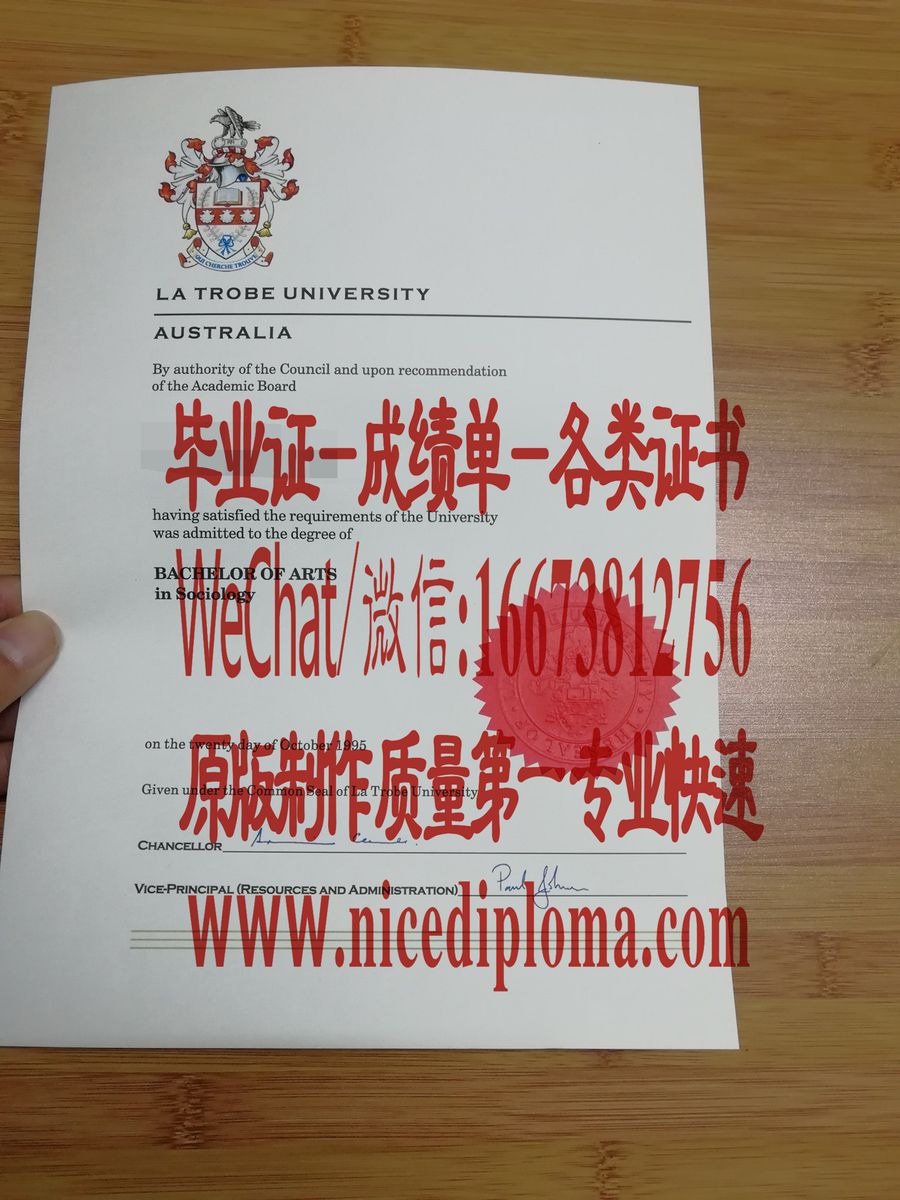 QUI CHERCHE TROUVE
LA TROBE UNIVERSITY
AUSTRALIA
By authority of the Council and upon recommendation
of the Academic Board
毕业证-成绩单-各类证书
having satisfied the requirements of the University
was admitted to the degree of
BACHELOR OF ARTS
in Sociology
WeChat/微信:16673812756
on the twenty day of October 1995
原版制作质量第一专业快速
Given under the Common Seal of La Trobe University
CHANCELLOR
VICE-PRINCIPAL (RESOURCES AND ADMINISTRATION)
www.nicediploma.com